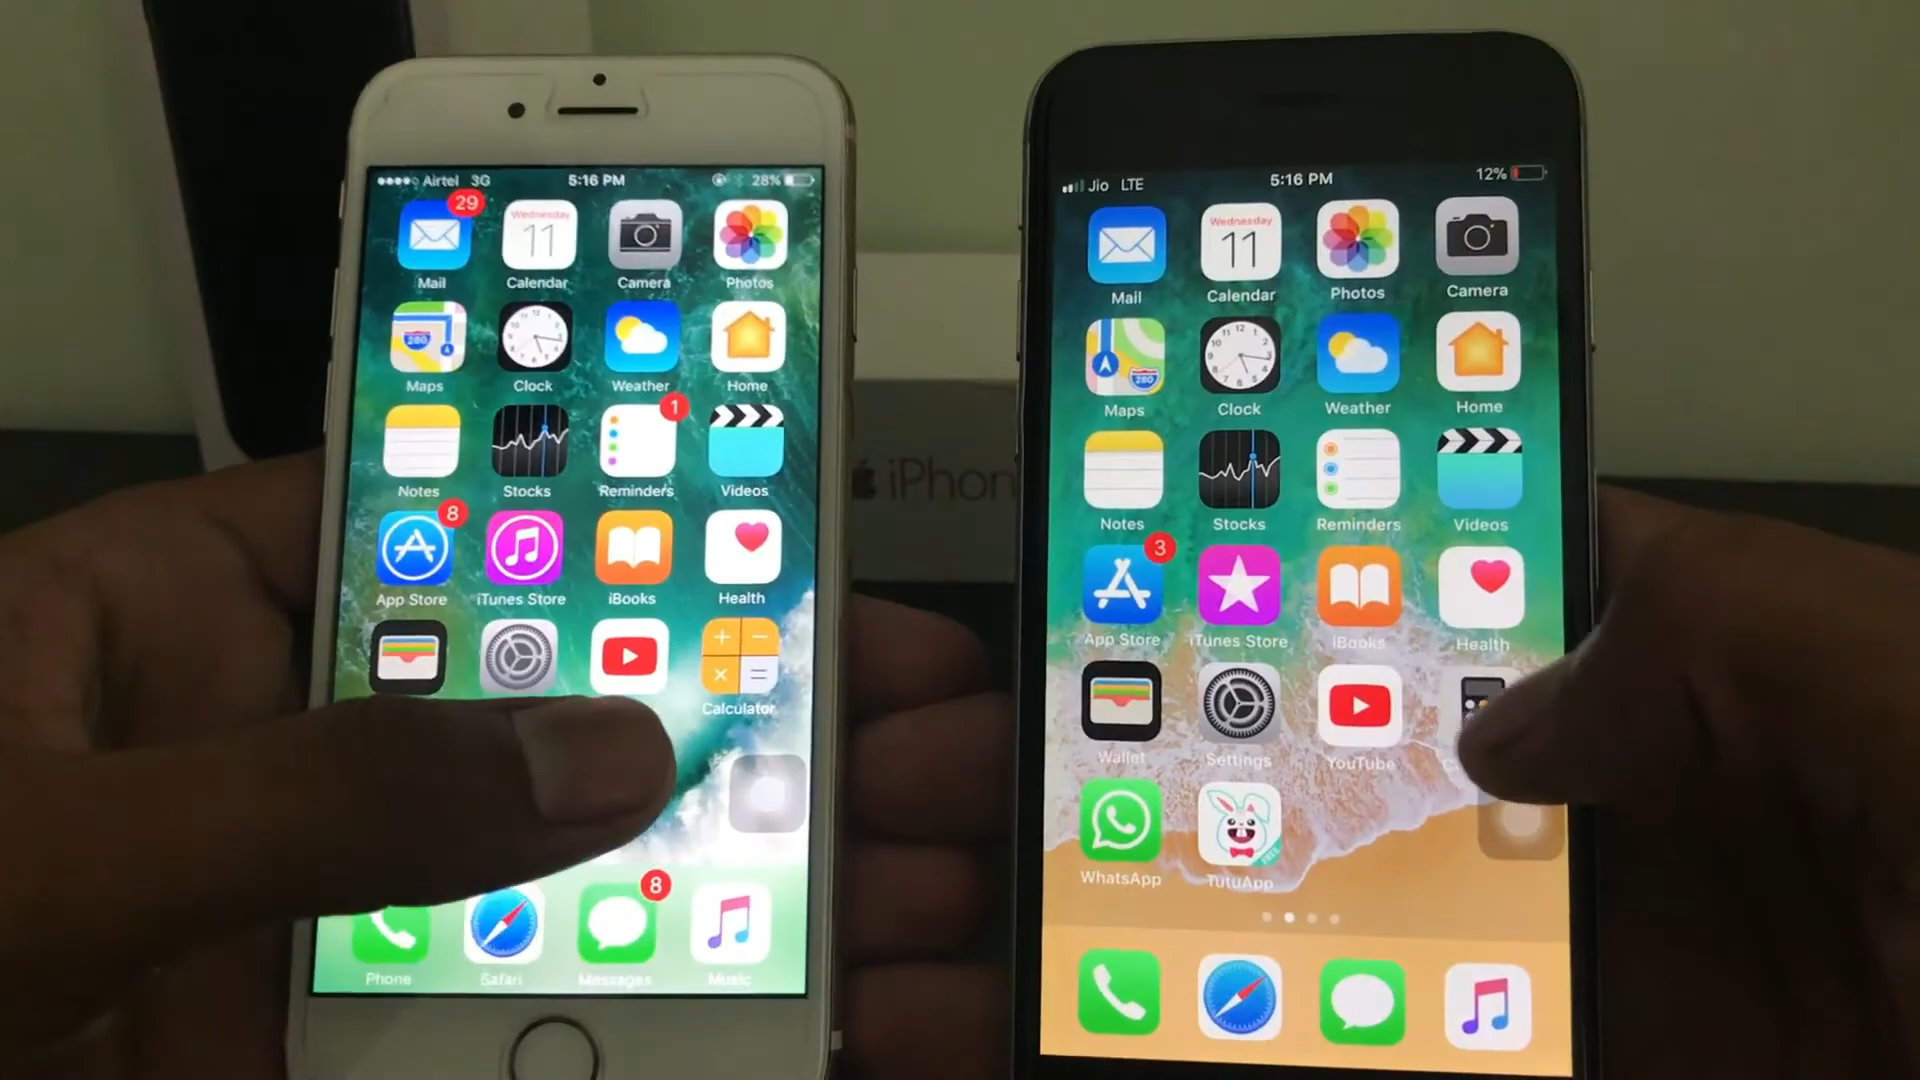 Airtel 3G 5:16 PM 28%
29
Wednesday
11
Mail Calendar Camera Photos
280
Maps Clock Weather Home
1
Notes Stocks Reminders Videos
8
App Store iTunes Store iBooks Health
Calculator
8
Phone Safari Messages Music
iPhon
Jio LTE 5:16 PM 12%
Wednesday
11
Mail Calendar Photos Camera
280
Maps Clock Weather Home
Notes Stocks Reminders Videos
3
App Store iTunes Store iBooks Health
Wallet Settings YouTube
FREE
WhatsApp TutuApp